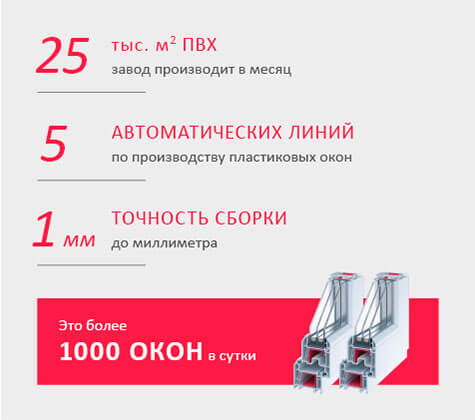 25 тыс. м² ПВХ
завод производит в месяц
5 АВТОМАТИЧЕСКИХ ЛИНИЙ
по производству пластиковых окон
1 мм ТОЧНОСТЬ СБОРКИ
до миллиметра
Это более
1000 ОКОН в сутки